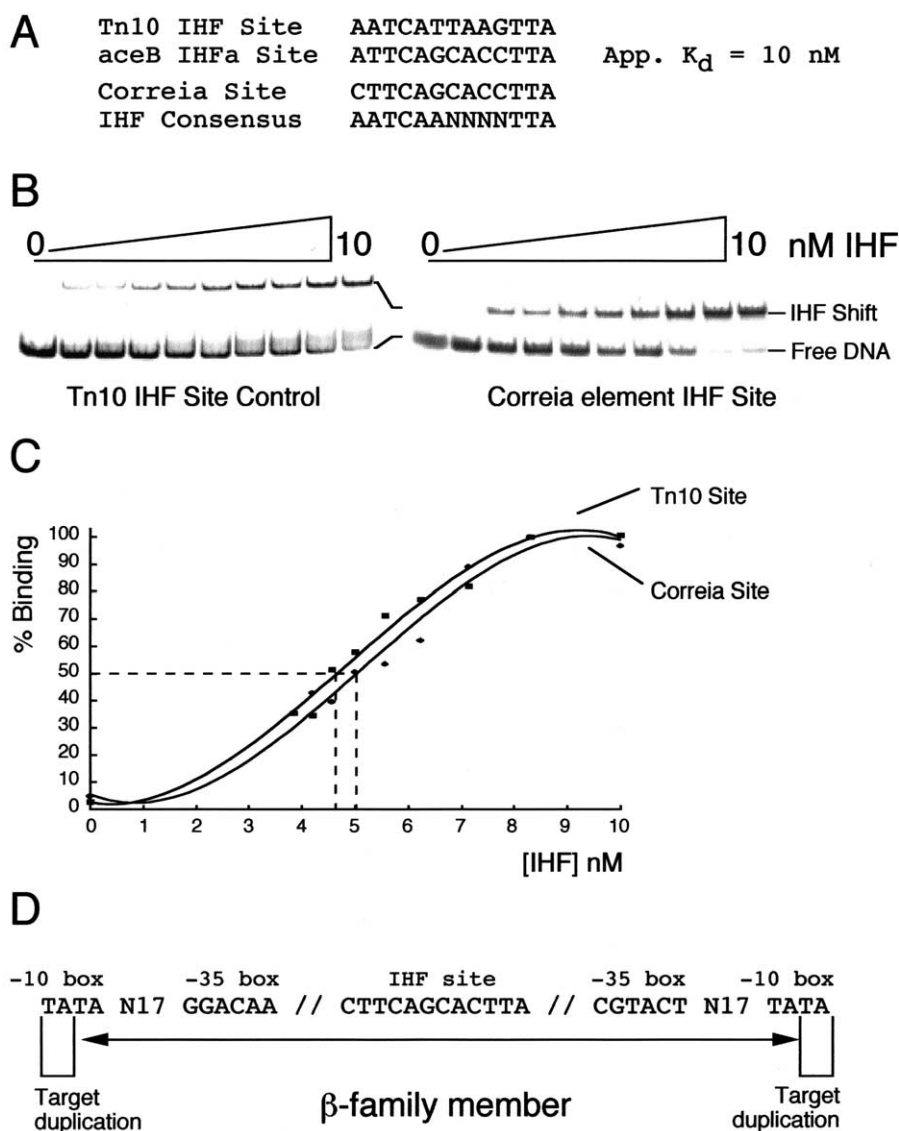 A
Tn10 IHF Site AATCATTAAGTTA
aceB IHFa Site ATTCAGCACCTTA App. Kd = 10 nM
Correia Site CTTCAGCACCTTA
IHF Consensus AATCAANNNNTTA
B
0 10 0 10 nM IHF
IHF Shift
Free DNA
Tn10 IHF Site Control Correia element IHF Site
C
Tn10 Site
Correia Site
% Binding
100
90
80
70
60
50
40
30
20
10
0
0 1 2 3 4 5 6 7 8 9 10
[IHF] nM
D
-10 box -35 box IHF site -35 box -10 box
TATA N17 GGACAA // CTTCAGCACTTA // CGTACT N17 TATA
Target duplication β-family member Target duplication